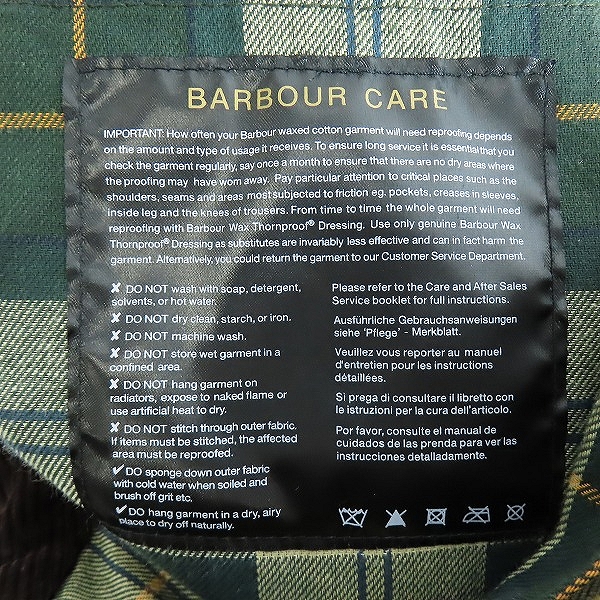 BARBOUR CARE
IMPORTANT: How often your Barbour waxed cotton garment will need reproofing depends
on the amount and type of usage it receives. To ensure long service it is essential that you
check the garment regularly, say once a month to ensure that there are no dry areas where
the proofing may have worn away. Pay particular attention to critical places such as the
shoulders, seams and areas most subjected to friction eg. pockets, creases in sleeves,
inside leg and the knees of trousers. From time to time the whole garment will need
reproofing with Barbour Wax Thornproof® Dressing. Use only genuine Barbour Wax
Thornproof® Dressing as substitutes are invariably less effective and can in fact harm the
garment. Alternatively, you could return the garment to our Customer Service Department.
✘ DO NOT wash with soap, detergent,
solvents, or hot water.
✘ DO NOT dry clean, starch, or iron.
✘ DO NOT machine wash.
✘ DO NOT store wet garment in a
confined area.
✘ DO NOT hang garment on
radiators, expose to naked flame or
use artificial heat to dry.
✘ DO NOT stitch through outer fabric.
If items must be stitched, the affected
area must be reproofed.
✔ DO sponge down outer fabric
with cold water when soiled and
brush off grit etc.
✔ DO hang garment in a dry, airy
place to dry off naturally.
Please refer to the Care and After Sales
Service booklet for full instructions.
Ausführliche Gebrauchsanweisungen
siehe 'Pflege' - Merkblatt.
Veuillez vous reporter au manuel
d'entretien pour les instructions
détaillées.
Si prega di consultare il libretto con
le istruzioni per la cura dell'articolo.
Por favor, consulte el manual de
cuidados de las prenda para ver las
instrucciones detalladamente.